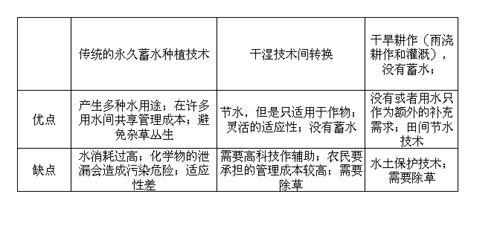 传统的永久蓄水种植技术
干湿技术间转换
干旱耕作（雨浇
耕作和灌溉），
没有蓄水；
优点
产生多种水用途；在许多
用水间共享管理成本；避
免杂草丛生
节水，但是只适用于作物；
灵活的适应性；没有蓄水
没有或者用水只
作为额外的补充
需求；田间节水
技术
缺点
水消耗过高；化学物的泄
漏会造成污染危险；适应
性差
需要高科技作辅助；农民要
承担的管理成本较高；需要
除草
水土保护技术；
需要除草